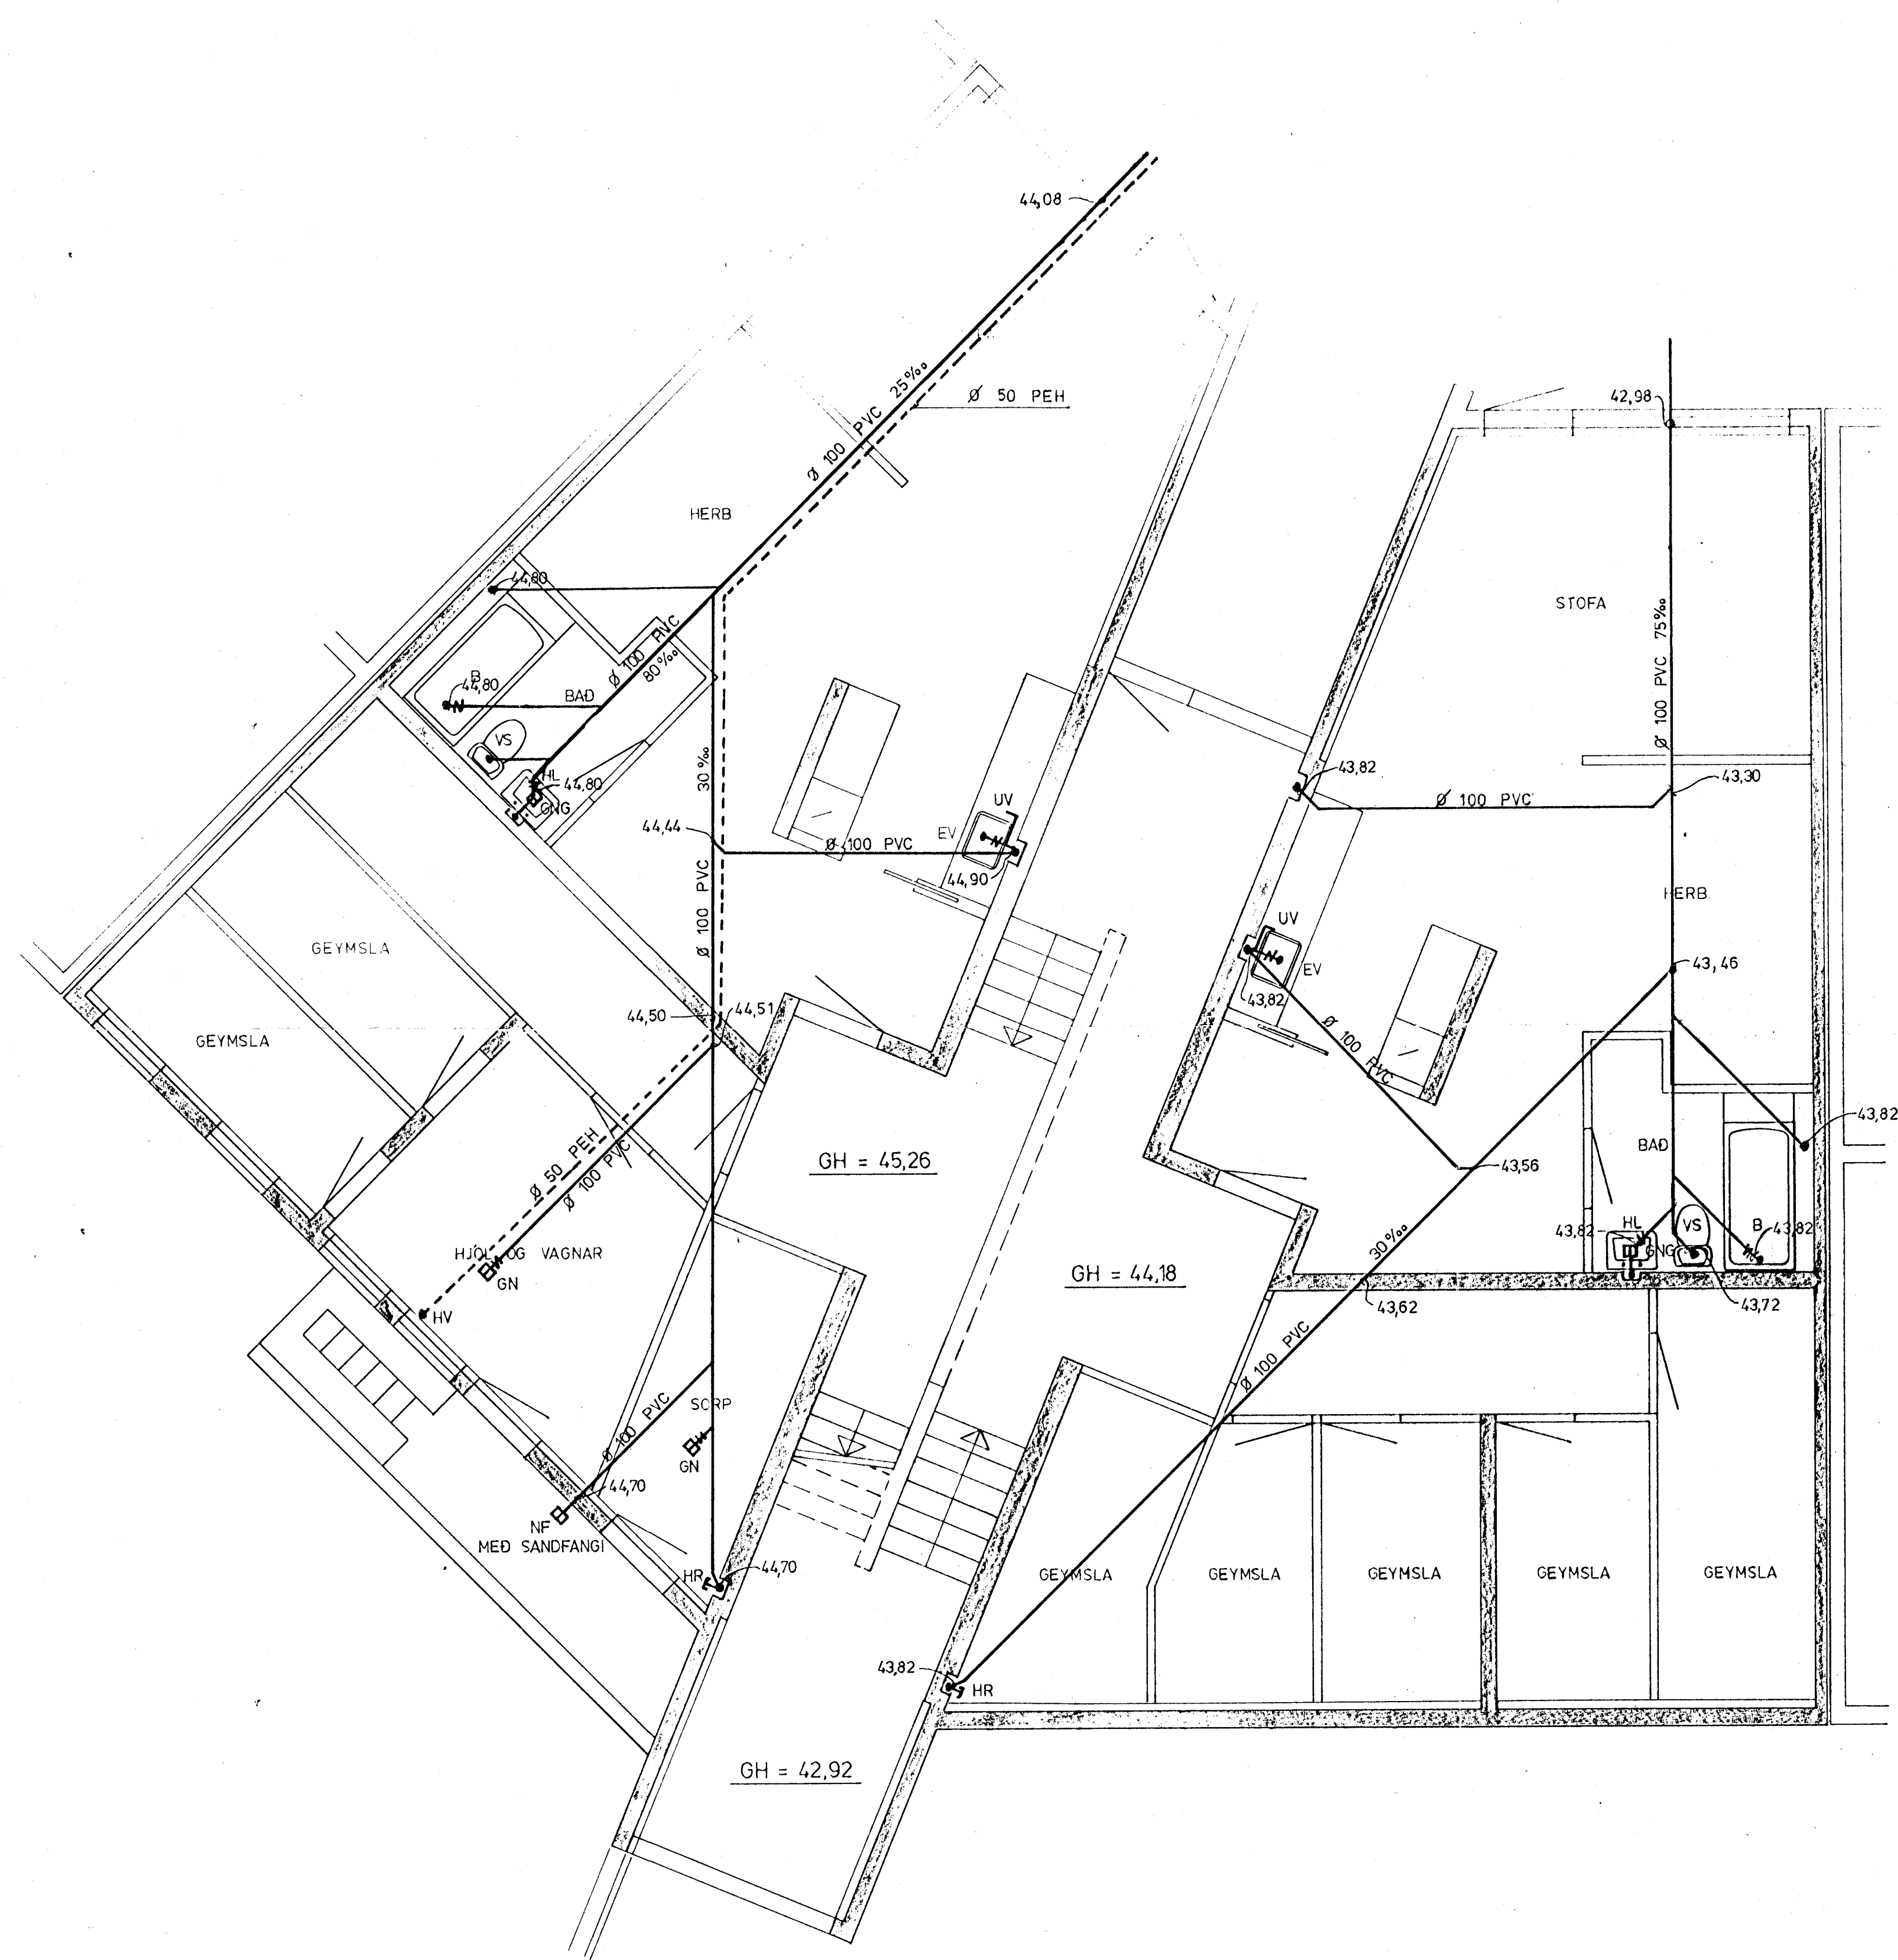 44,08
Ø 100 PVC 25‰
Ø 50 PEH
42,98
HERB
44,80
Ø 100 PVC
80‰
STOFA
Ø 100 PVC 75‰
B
44,80
BAÐ
VS
HL
44,80
GNG
30‰
43,82
43,30
Ø 100 PVC
UV
EV
44,44
Ø 100 PVC
44,90
Ø 100 PVC
HERB
GEYMSLA
UV
EV
43,82
43,46
44,50
44,51
GEYMSLA
Ø 100 PVC
43,82
Ø 50 PEH
Ø 100 PVC
GH = 45,26
43,56
BAÐ
HL
43,82
GNG
VS
B
43,82
HJÓL OG VAGNAR
GN
HV
GH = 44,18
30‰
43,62
43,72
Ø 100 PVC
SORP
Ø 100 PVC
GN
44,70
NF
MEÐ SANDFANGI
HR
44,70
GEYMSLA
GEYMSLA
GEYMSLA
GEYMSLA
GEYMSLA
43,82
HR
GH = 42,92